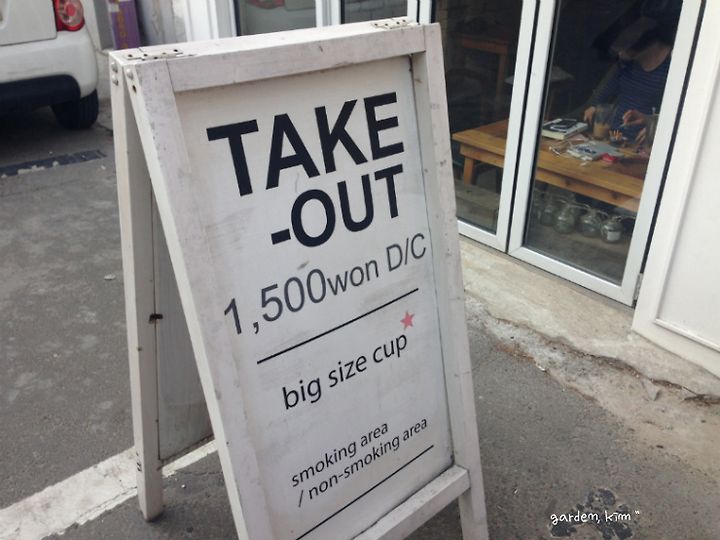 TAKE
-OUT
1,500won D/C
big size cup
smoking area
/ non-smoking area
gardem, kim "